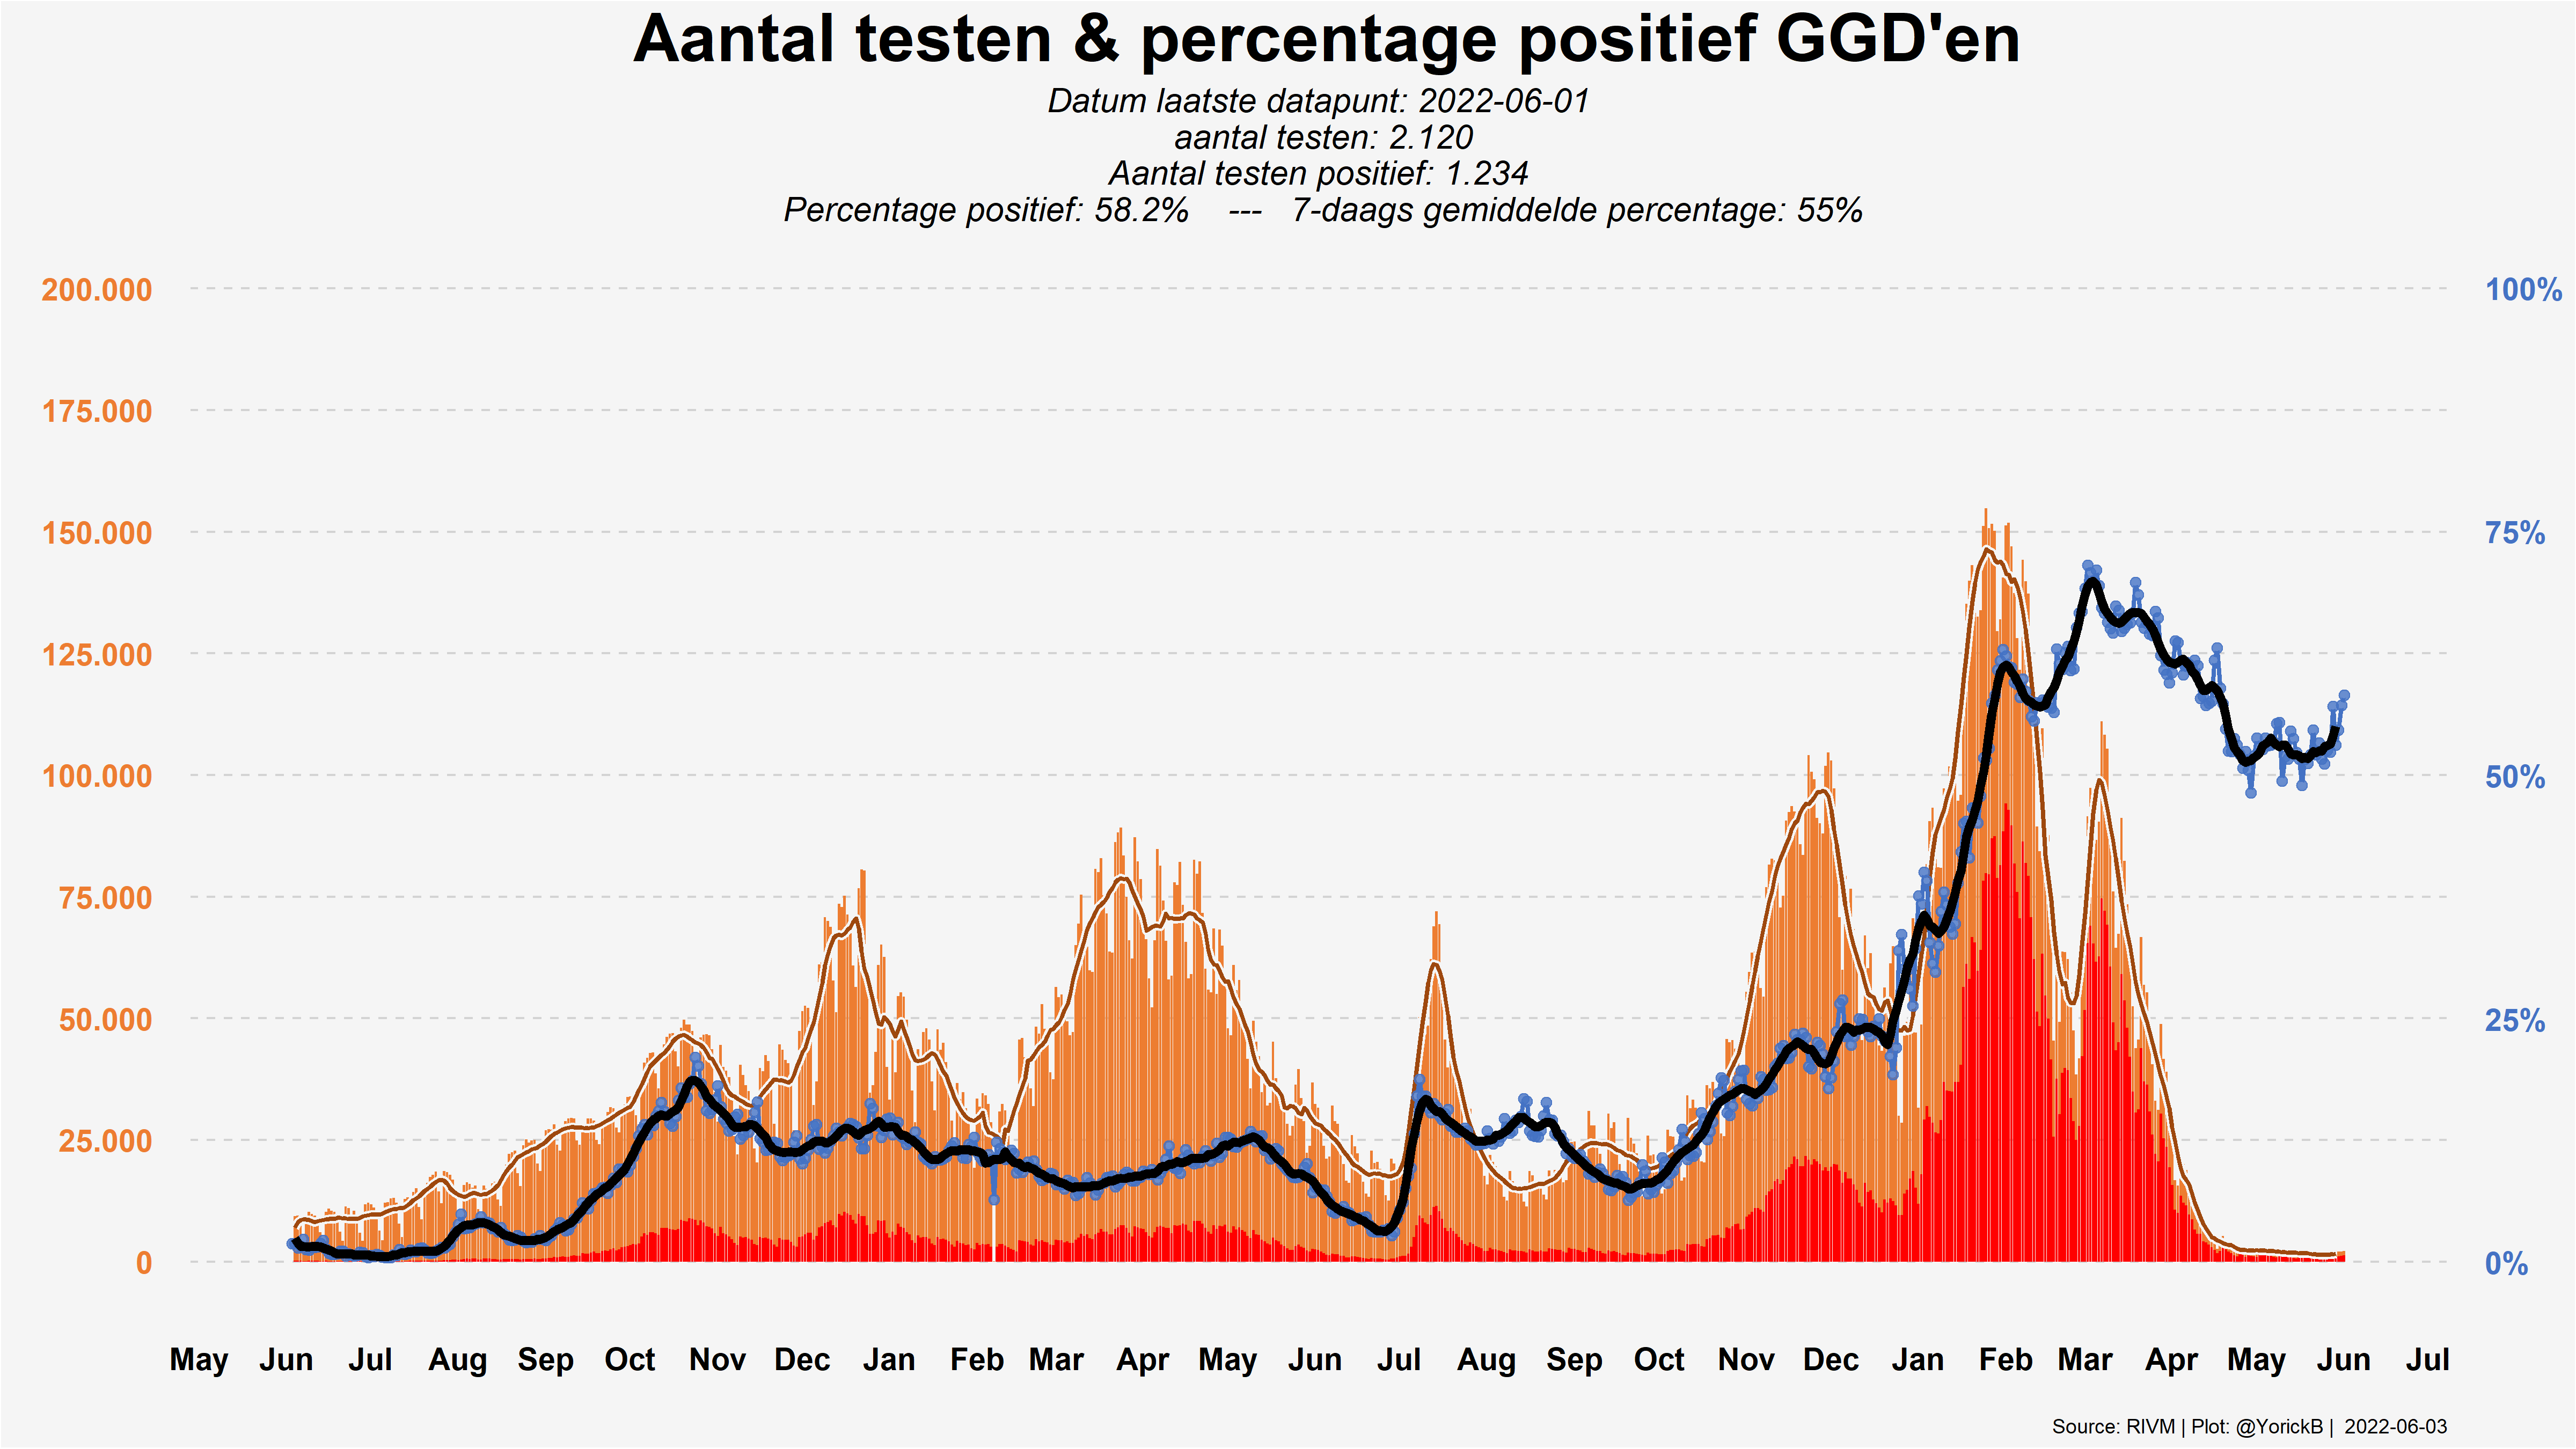 Aantal testen & percentage positief GGD'en
Datum laatste datapunt: 2022-06-01
aantal testen: 2.120
Aantal testen positief: 1.234
Percentage positief: 58.2% --- 7-daags gemiddelde percentage: 55%
200.000 100%
175.000
150.000 75%
125.000
100.000 50%
75.000
50.000 25%
25.000
0 0%
May Jun Jul Aug Sep Oct Nov Dec Jan Feb Mar Apr May Jun Jul Aug Sep Oct Nov Dec Jan Feb Mar Apr May Jun Jul
Source: RIVM | Plot: @YorickB | 2022-06-03